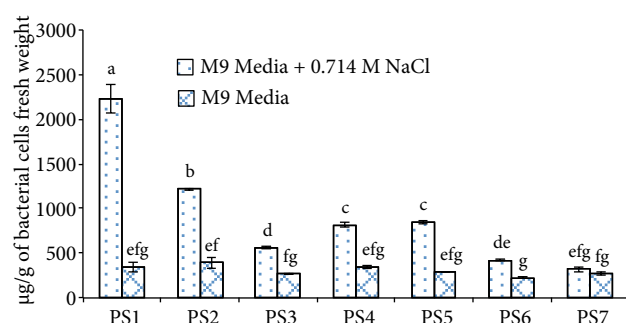 µg/g of bacterial cells fresh weight
3000
2500
2000
1500
1000
500
0
M9 Media + 0.714 M NaCl
M9 Media
a
efg
b
ef
d
fg
c
efg
c
efg
de
g
efg
fg
PS1 PS2 PS3 PS4 PS5 PS6 PS7